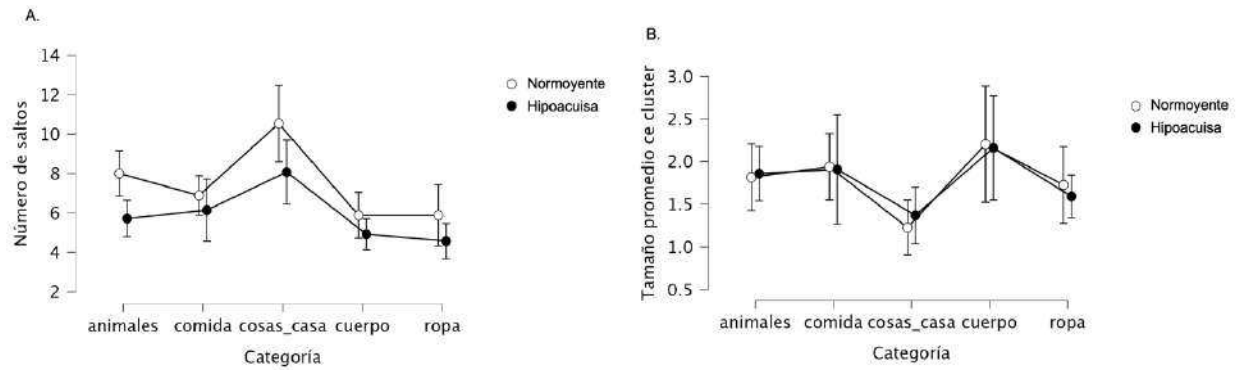 A.
Número de saltos
14
12
10
8
6
4
2
animales comida cosas_casa cuerpo ropa
Categoría
Normoyente
Hipoacuisa
B.
Tamaño promedio ce cluster
3.0
2.5
2.0
1.5
1.0
0.5
animales comida cosas_casa cuerpo ropa
Categoría
Normoyente
Hipoacuisa